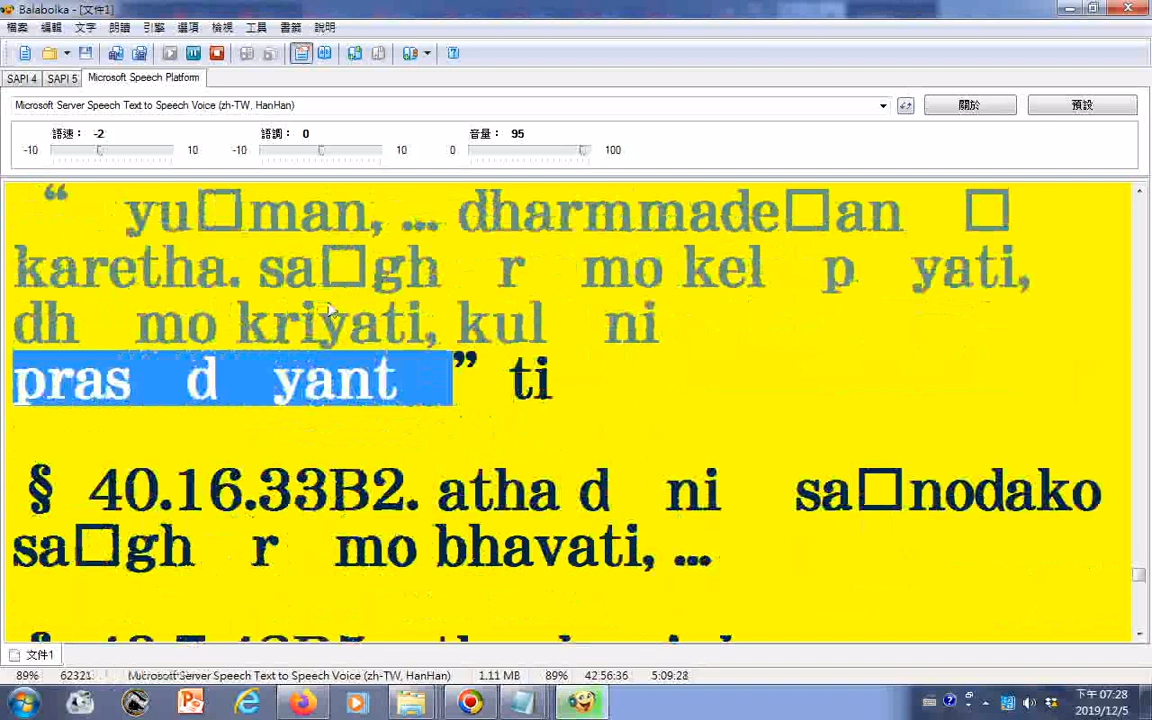 Balabolka - [文件1]
檔案 編輯 文字 朗讀 引擎 選項 檢視 工具 書籤 說明
SAPI 4 SAPI 5 Microsoft Speech Platform
Microsoft Server Speech Text to Speech Voice (zh-TW, HanHan) 關於 預設
語速： -2 語調： 0 音量： 95
-10 10 -10 10 0 100
“ yu□man, ... dharmmade□an □
karetha. sa□gh r mo kel p yati,
dh mo kriyati, kul ni
pras d yant ” ti
§ 40.16.33B2. atha d ni sa□nodako
sa□gh r mo bhavati, ...
文件1
89% 62321 Microsoft Server Speech Text to Speech Voice (zh-TW, HanHan) 1.11 MB 89% 42:56:36 5:09:28
下午 07:28
2019/12/5